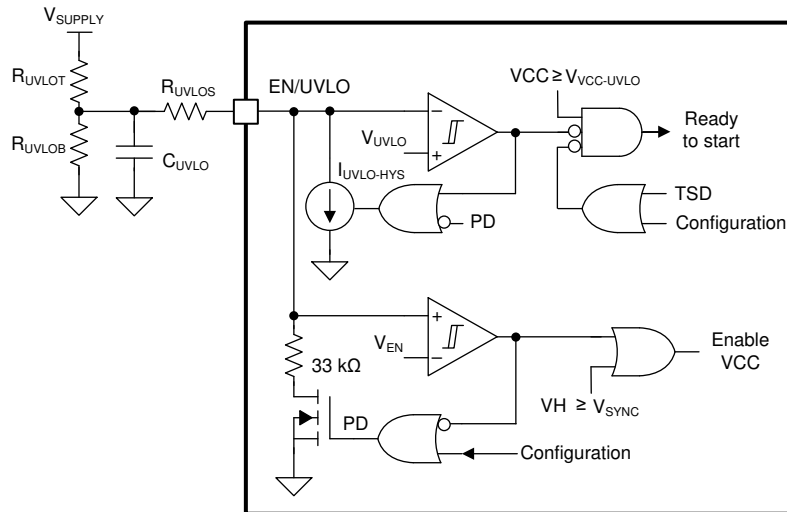 VSUPPLY
RUVLOT
RUVLOS
RUVLOB
CUVLO
EN/UVLO
VUVLO
−
+
IUVLO-HYS
PD
VCC ≥ VVCC-UVLO
Ready
to start
TSD
Configuration
+
VEN
−
33 kΩ
PD
Enable
VCC
VH ≥ VSYNC
Configuration